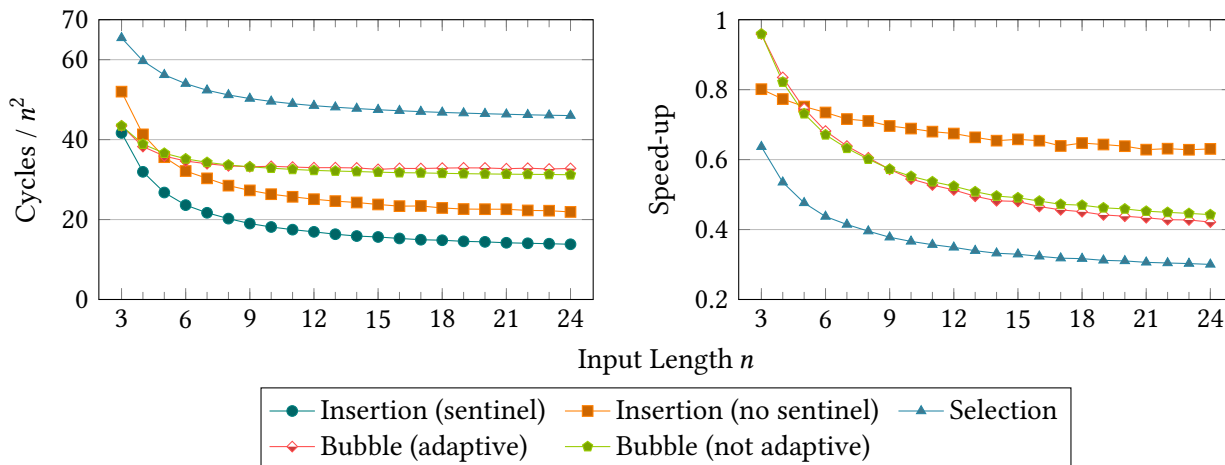 Cycles / n²
70
60
40
20
0
3 6 9 12 15 18 21 24
Speed-up
1
0.8
0.6
0.4
0.2
3 6 9 12 15 18 21 24
Input Length n
Insertion (sentinel) Insertion (no sentinel) Selection
Bubble (adaptive) Bubble (not adaptive)